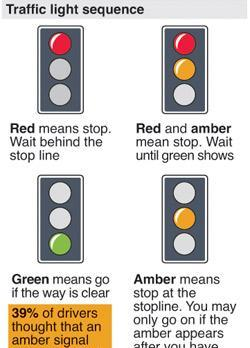 Traffic light sequence
Red means stop.
Wait behind the
stop line
Red and amber
mean stop. Wait
until green shows
Green means go
if the way is clear
39% of drivers
thought that an
amber signal
Amber means
stop at the
stopline. You may
only go on if the
amber appears
after you have